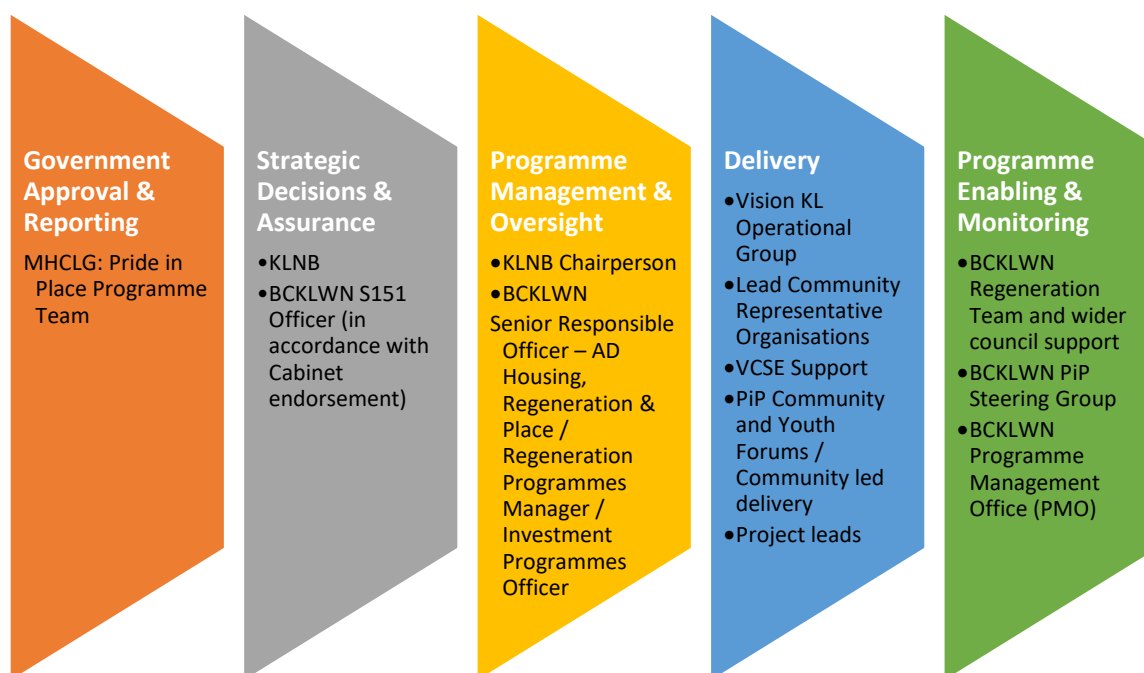 Government
Approval &
Reporting
MHCLG: Pride in
Place Programme
Team
Strategic
Decisions &
Assurance
•KLNB
•BCKLWN S151
Officer (in
accordance with
Cabinet
endorsement)
Programme
Management &
Oversight
•KLNB Chairperson
•BCKLWN
Senior Responsible
Officer – AD
Housing,
Regeneration &
Place /
Regeneration
Programmes
Manager /
Investment
Programmes
Officer
Delivery
•Vision KL
Operational
Group
•Lead Community
Representative
Organisations
•VCSE Support
•PiP Community
and Youth
Forums /
Community led
delivery
•Project leads
Programme
Enabling &
Monitoring
•BCKLWN
Regeneration
Team and wider
council support
•BCKLWN PiP
Steering Group
•BCKLWN
Programme
Management
Office (PMO)